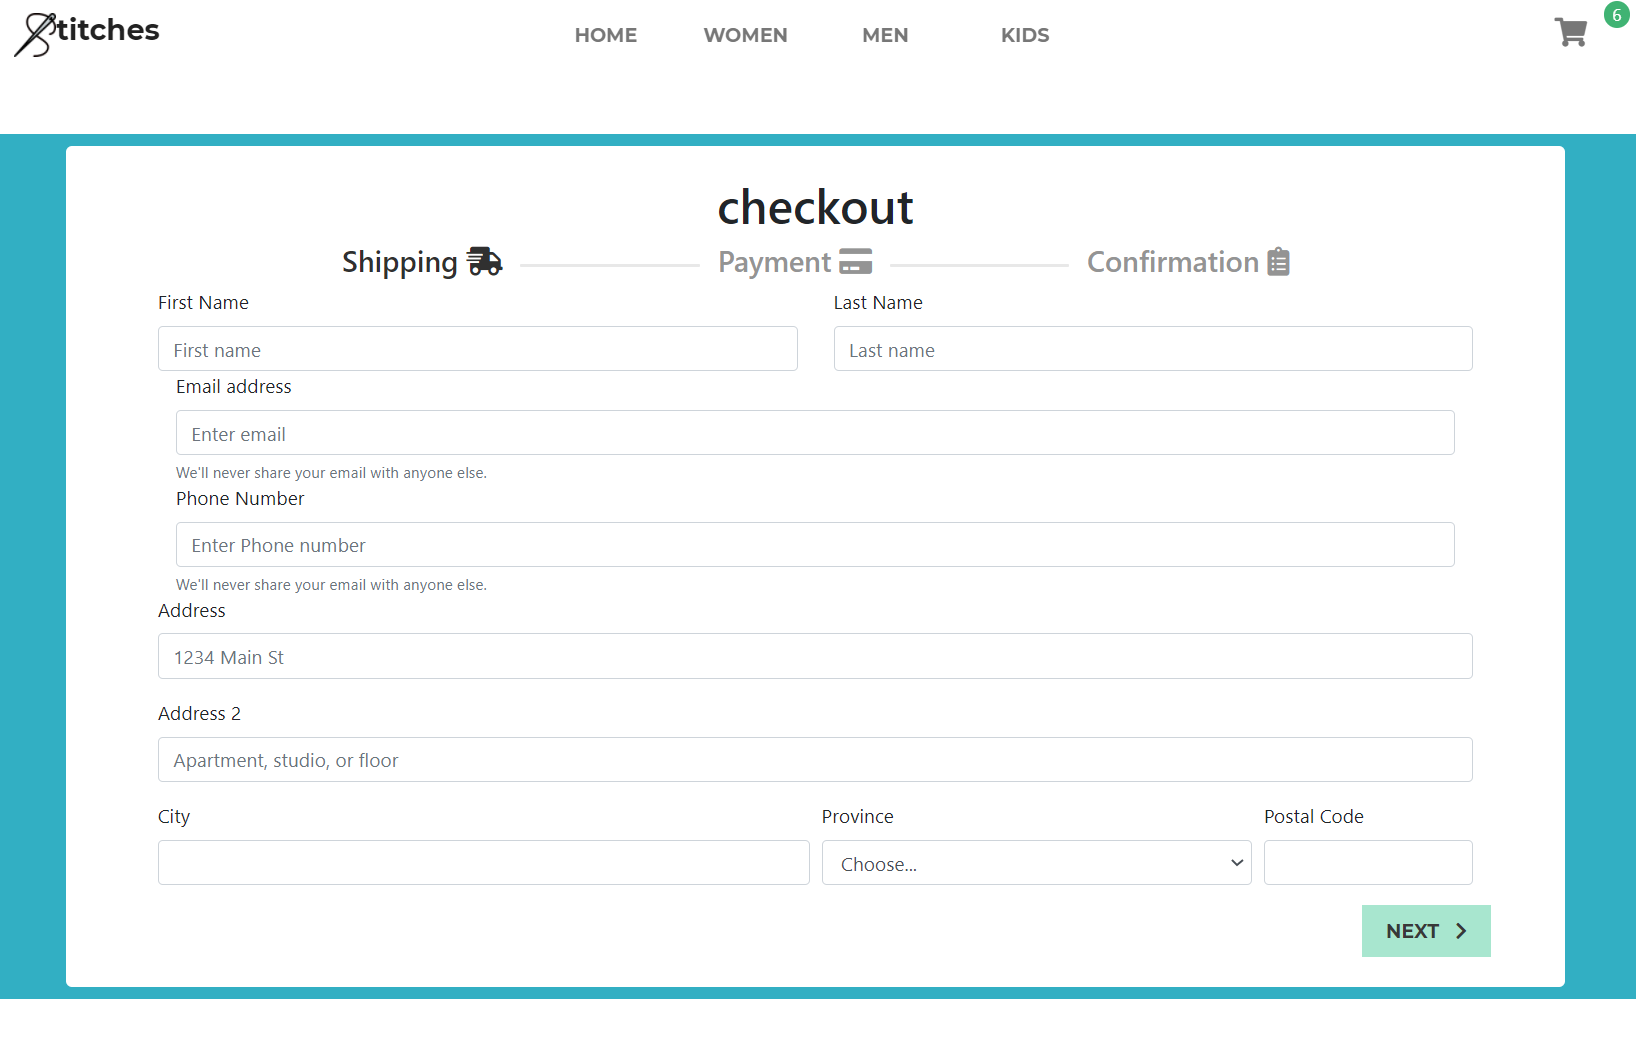 Stitches
HOME WOMEN MEN KIDS
6
checkout
Shipping Payment Confirmation
First Name Last Name
First name Last name
Email address
Enter email
We'll never share your email with anyone else.
Phone Number
Enter Phone number
We'll never share your email with anyone else.
Address
1234 Main St
Address 2
Apartment, studio, or floor
City Province Postal Code
Choose...
NEXT